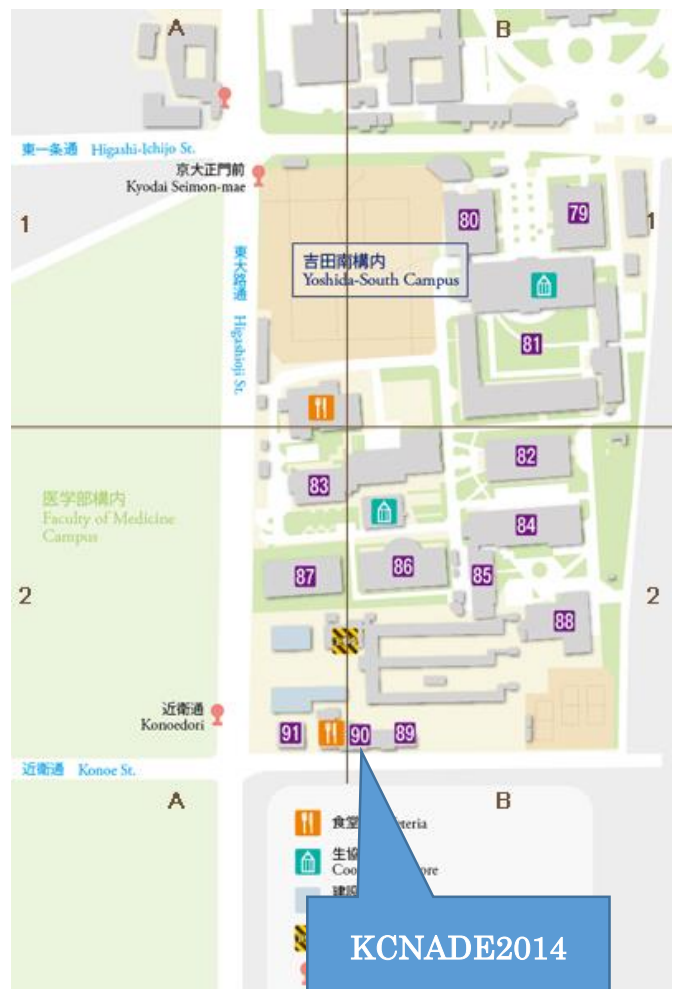 A
B
東一条通 Higashi-Ichijo St.
京大正門前
Kyodai Seimon-mae
1
80
79
1
吉田南構内
Yoshida-South Campus
東大路通 Higashioji St.
81
82
83
医学部構内
Faculty of Medicine
Campus
84
86
87
85
2
2
88
近衛通
Konoedori
91
90
89
近衛通 Konoe St.
A
B
食堂
生協
KCNADE2014